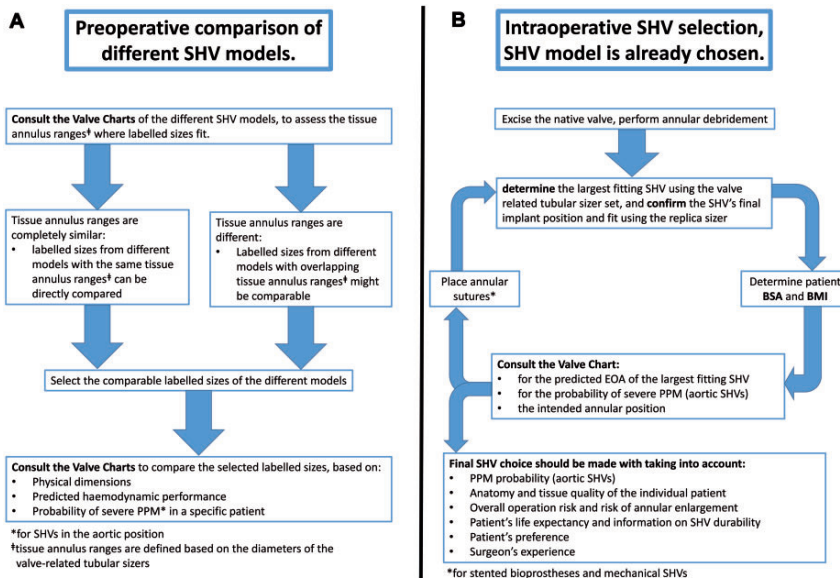 A
Preoperative comparison of
different SHV models.
Consult the Valve Charts of the different SHV models, to assess the tissue
annulus ranges‡ where labelled sizes fit.
Tissue annulus ranges are
completely similar:
• labelled sizes from different
models with the same tissue
annulus ranges‡ can be
directly compared
Tissue annulus ranges are
different:
• Labelled sizes from different
models with overlapping
tissue annulus ranges‡ might
be comparable
Select the comparable labelled sizes of the different models
Consult the Valve Charts to compare the selected labelled sizes, based on:
• Physical dimensions
• Predicted haemodynamic performance
• Probability of severe PPM* in a specific patient
*for SHVs in the aortic position
‡tissue annulus ranges are defined based on the diameters of the
valve-related tubular sizers
B
Intraoperative SHV selection,
SHV model is already chosen.
Excise the native valve, perform annular debridement
determine the largest fitting SHV using the valve
related tubular sizer set, and confirm the SHV's final
implant position and fit using the replica sizer
Place annular
sutures*
Determine patient
BSA and BMI
Consult the Valve Chart:
• for the predicted EOA of the largest fitting SHV
• for the probability of severe PPM (aortic SHVs)
• the intended annular position
Final SHV choice should be made with taking into account:
• PPM probability (aortic SHVs)
• Anatomy and tissue quality of the individual patient
• Overall operation risk and risk of annular enlargement
• Patient's life expectancy and information on SHV durability
• Patient's preference
• Surgeon's experience
*for stented bioprostheses and mechanical SHVs